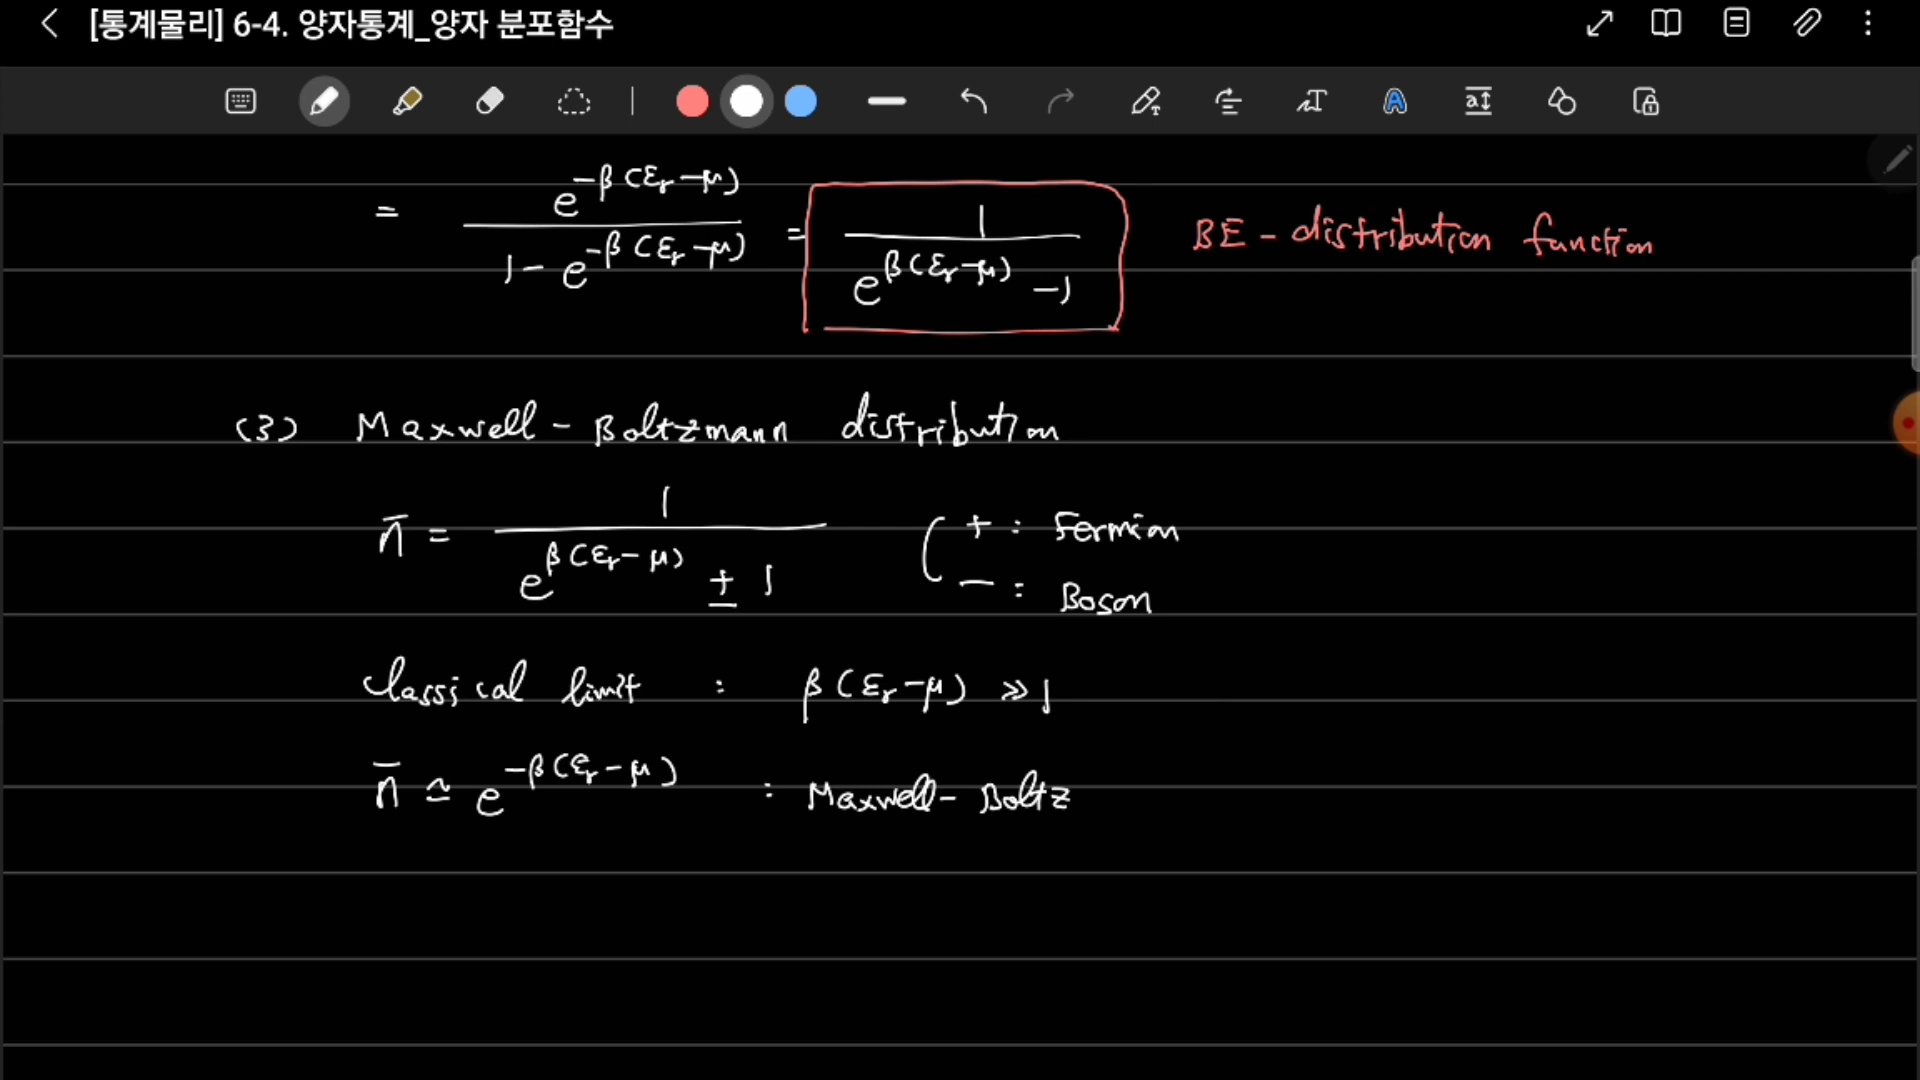 [통계물리] 6-4. 양자통계_양자 분포함수
= e^{-β(ε_r-μ)} / (1 - e^{-β(ε_r-μ)}) = 1 / (e^{β(ε_r-μ)} - 1) BE - distribution function
(3) Maxwell - Boltzmann distribution
n̄ = 1 / (e^{β(ε_r-μ)} ± 1) ( + : Fermion
- : Boson
classical limit : β(ε_r-μ) ≫ 1
n̄ ≃ e^{-β(ε_r-μ)} : Maxwell - Boltz